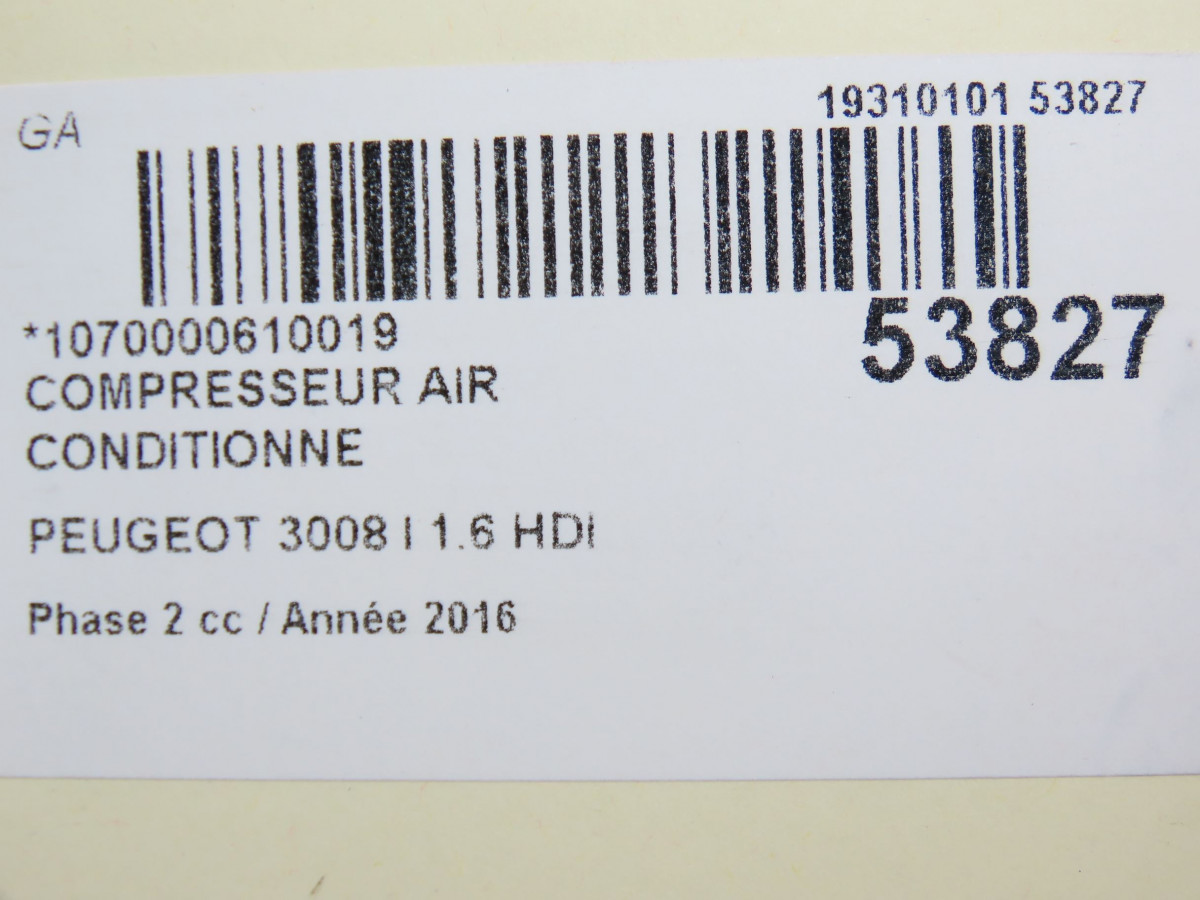 GA
19310101 53827
*1070000610019
53827
COMPRESSEUR AIR
CONDITIONNE
PEUGEOT 3008 I 1.6 HDI
Phase 2 cc / Année 2016